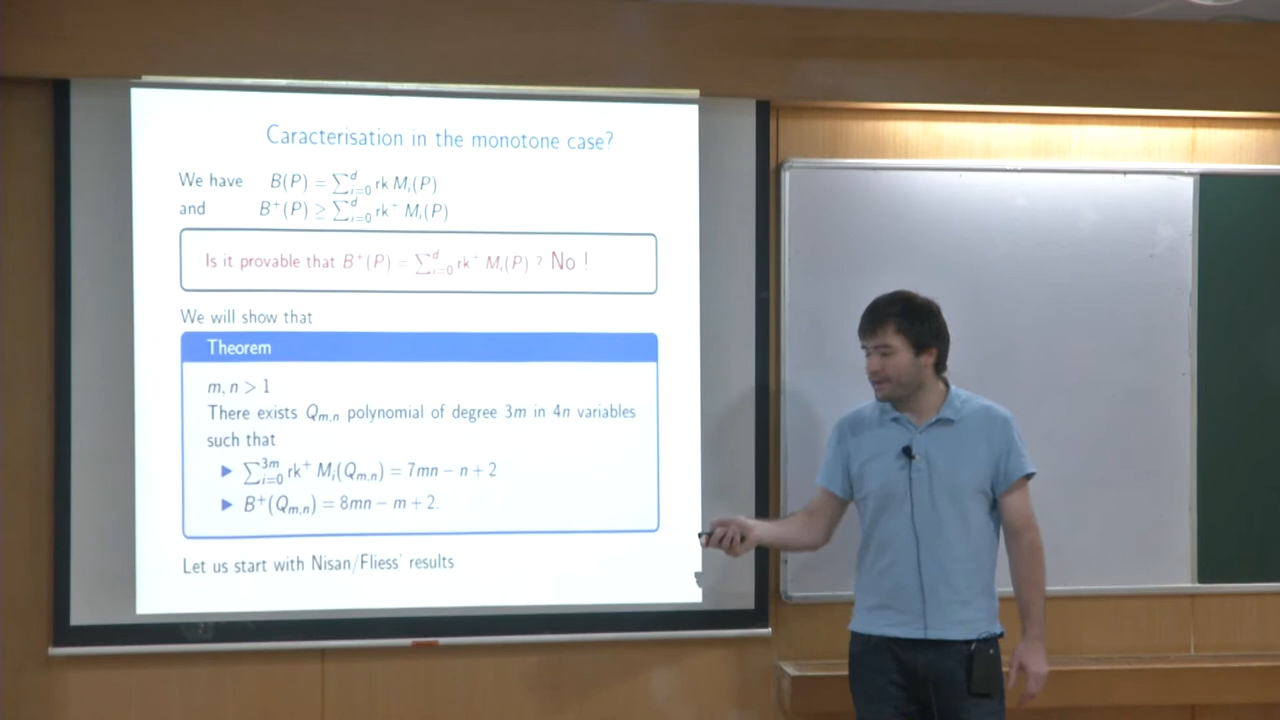 Caracterisation in the monotone case?
We have B(P) = ∑_{i=0}^{d} rk M_i(P)
and B⁺(P) ≥ ∑_{i=0}^{d} rk⁺ M_i(P)
Is it provable that B⁺(P) = ∑_{i=0}^{d} rk⁺ M_i(P) ? No !
We will show that
Theorem
m, n > 1
There exists Q_{m,n} polynomial of degree 3m in 4n variables
such that
▶ ∑_{i=0}^{3m} rk⁺ M_i(Q_{m,n}) = 7mn − n + 2
▶ B⁺(Q_{m,n}) = 8mn − m + 2.
Let us start with Nisan/Fliess' results